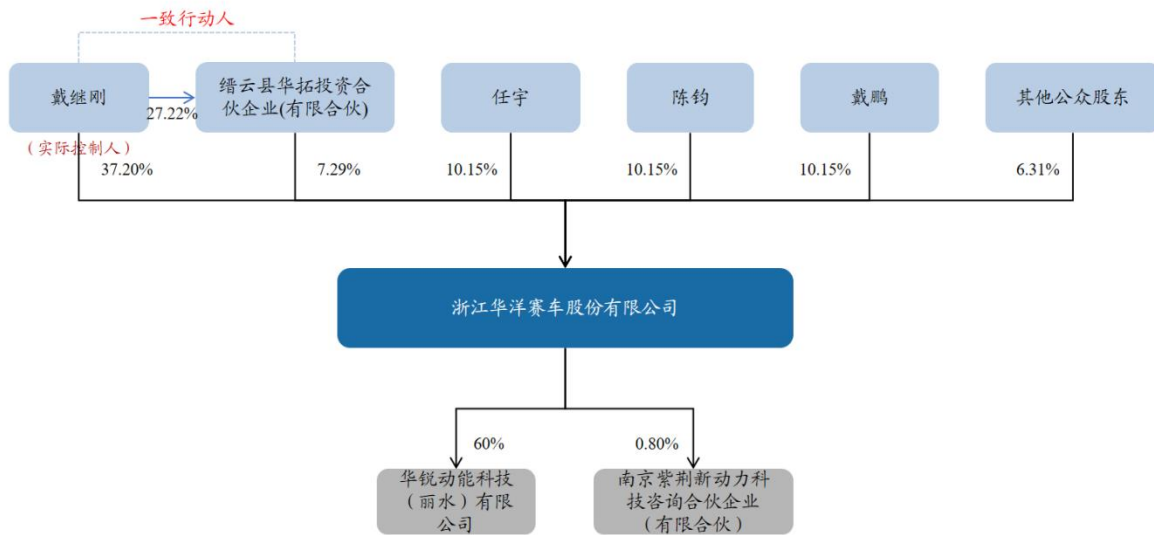 一致行动人
戴继刚
27.22%
缙云县华拓投资合
伙企业(有限合伙)
任宇
陈钧
戴鹏
其他公众股东
(实际控制人)
37.20%
7.29%
10.15%
10.15%
10.15%
6.31%
浙江华洋赛车股份有限公司
60%
0.80%
华锐动能科技
(丽水)有限
公司
南京紫荆新动力科
技咨询合伙企业
(有限合伙)